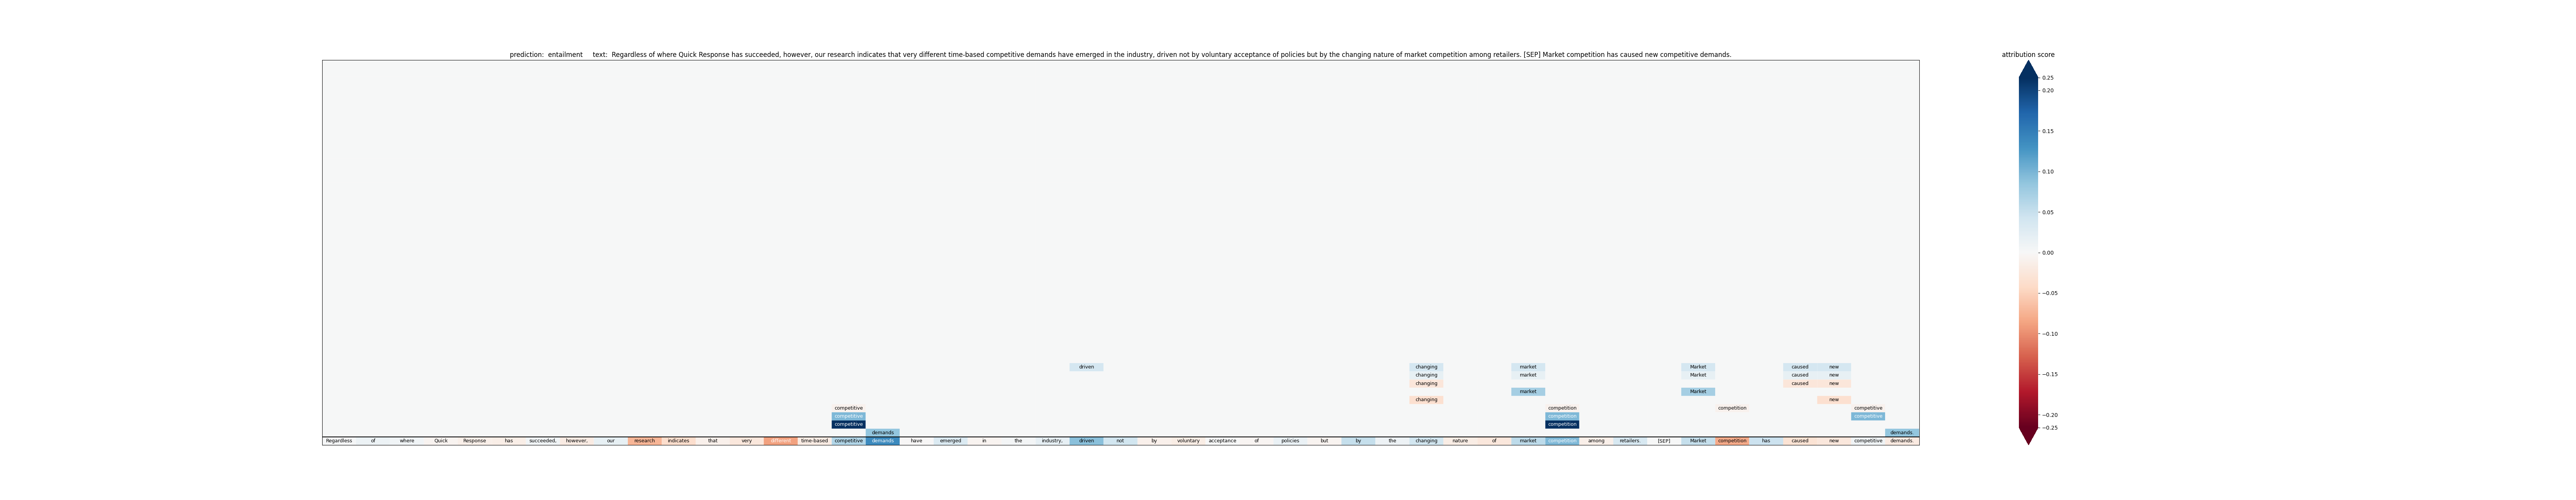 prediction: entailment text: Regardless of where Quick Response has succeeded, however, our research indicates that very different time-based competitive demands have emerged in the industry, driven not by voluntary acceptance of policies but by the changing nature of market competition among retailers. [SEP] Market competition has caused new competitive demands.
attribution score
0.25
0.20
0.15
0.10
0.05
0.00
−0.05
−0.10
−0.15
−0.20
−0.25
driven changing market Market caused new
changing market Market caused new
changing caused new
market Market
changing new
competitive competition competition competitive
competitive competition competitive
competitive competition
demands demands.
Regardless of where Quick Response has succeeded, however, our research indicates that very different time-based competitive demands have emerged in the industry, driven not by voluntary acceptance of policies but by the changing nature of market competition among retailers. [SEP] Market competition has caused new competitive demands.